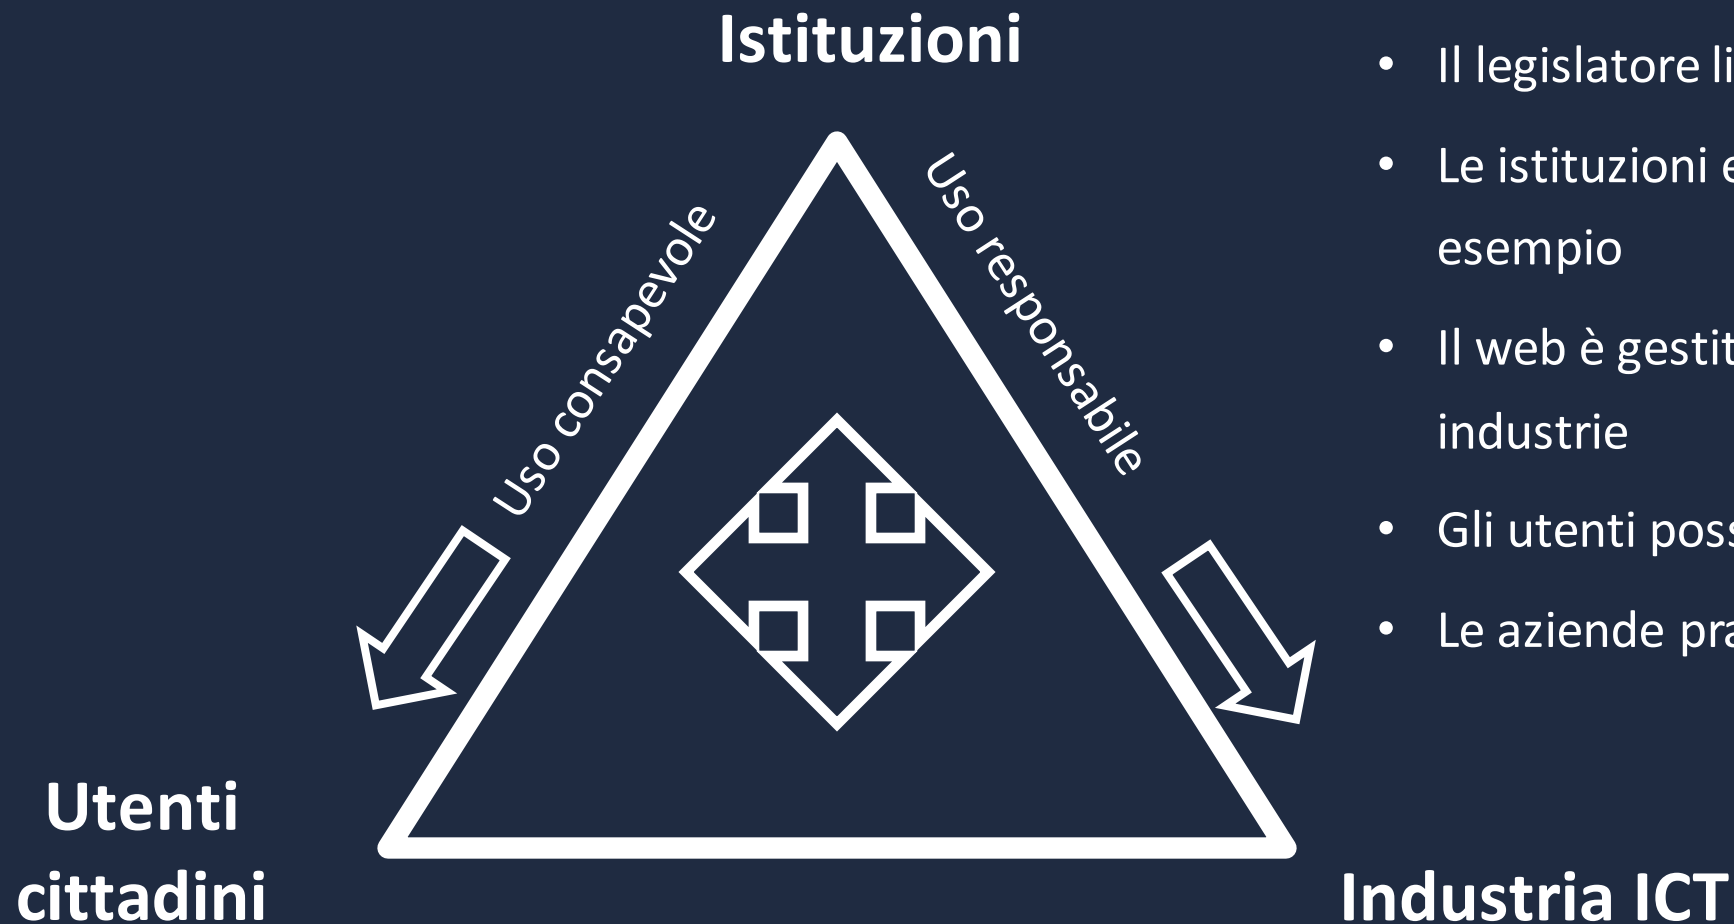 Istituzioni
Uso consapevole
Uso responsabile
Utenti
cittadini
Industria ICT
• Il legislatore
• Le istituzioni
esempio
• Il web è
industrie
• Gli utenti
• Le aziende